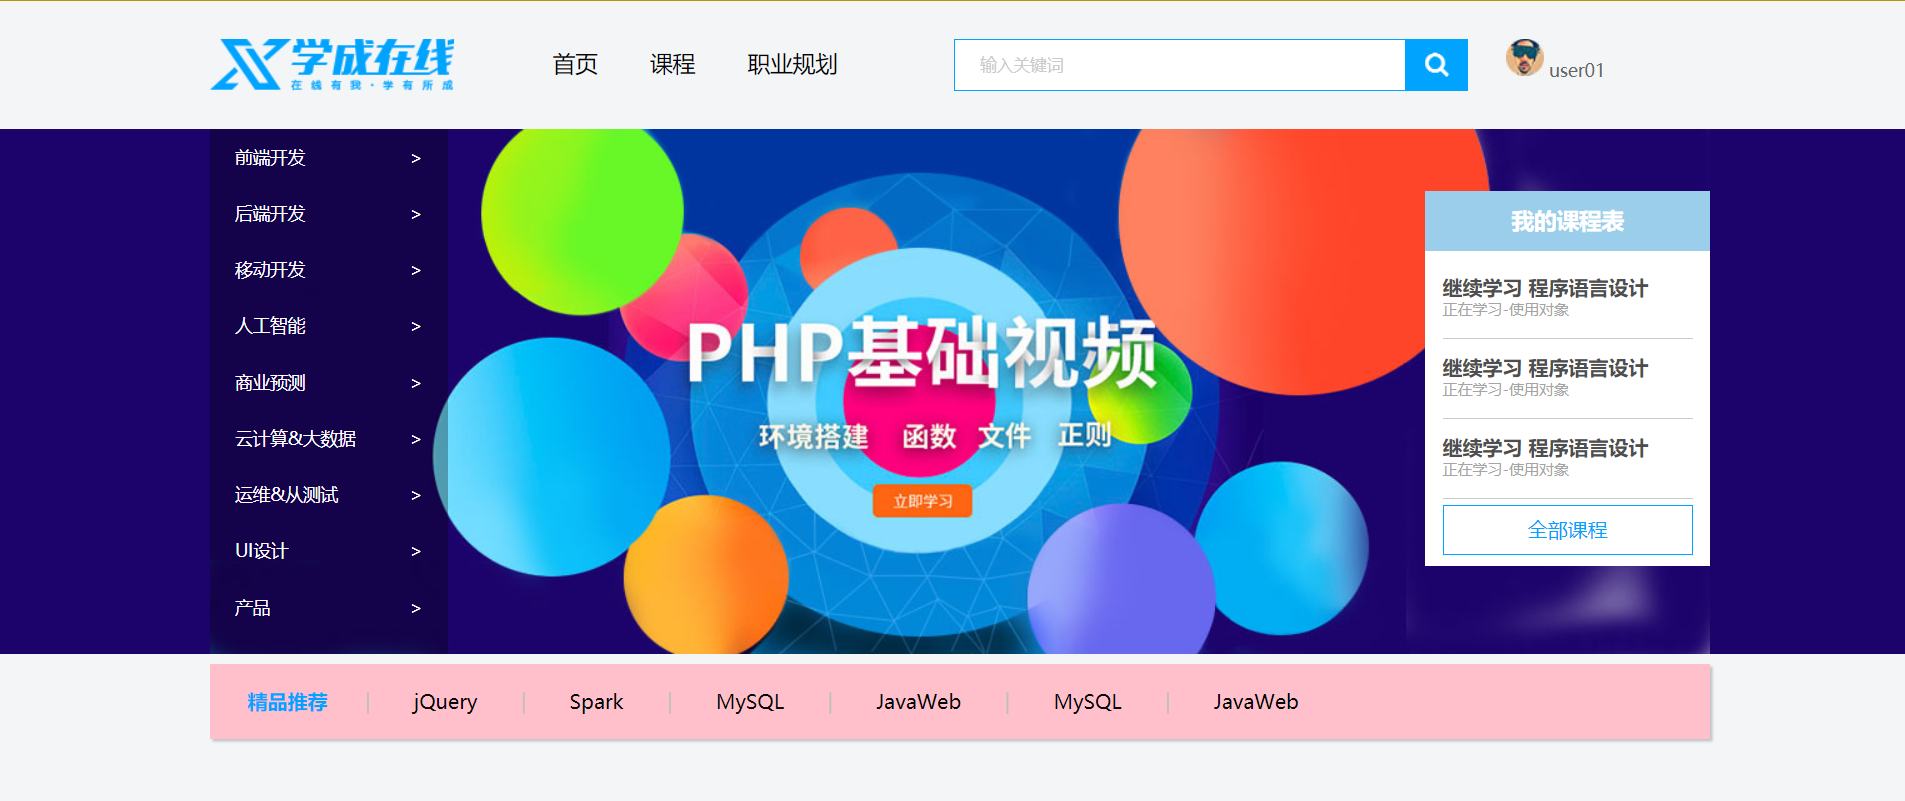 学成在线
在线有我·学有所成
首页 课程 职业规划
输入关键词
user01
前端开发 >
后端开发 >
移动开发 >
人工智能 >
商业预测 >
云计算&大数据 >
运维&从测试 >
UI设计 >
产品 >
PHP基础视频
环境搭建 函数 文件 正则
立即学习
我的课程表
继续学习 程序语言设计
正在学习-使用对象
继续学习 程序语言设计
正在学习-使用对象
继续学习 程序语言设计
正在学习-使用对象
全部课程
精品推荐 jQuery Spark MySQL JavaWeb MySQL JavaWeb